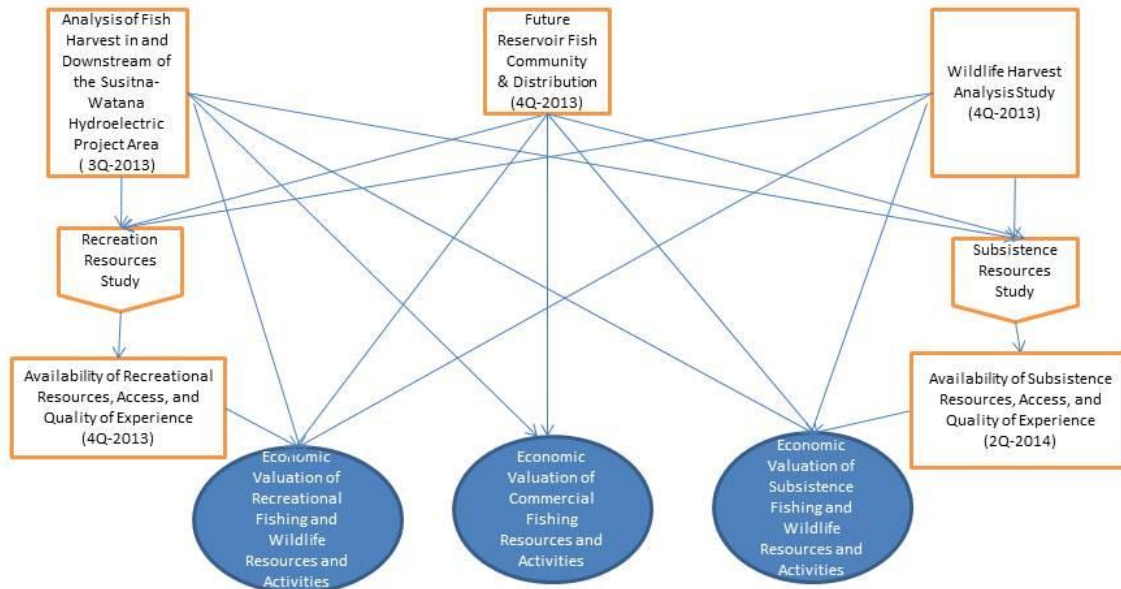 Analysis of Fish
Harvest in and
Downstream of
the Susitna-
Watana
Hydroelectric
Project Area
( 3Q-2013)
Future
Reservoir Fish
Community
& Distribution
(4Q-2013)
Wildlife Harvest
Analysis Study
(4Q-2013)
Recreation
Resources
Study
Subsistence
Resources
Study
Availability of Recreational
Resources, Access, and
Quality of Experience
(4Q-2013)
Availability of Subsistence
Resources, Access, and
Quality of Experience
(2Q-2014)
Economic
Valuation of
Recreational
Fishing and
Wildlife
Resources and
Activities
Economic
Valuation of
Commercial
Fishing
Resources and
Activities
Economic
Valuation of
Subsistence
Fishing and
Wildlife
Resources and
Activities